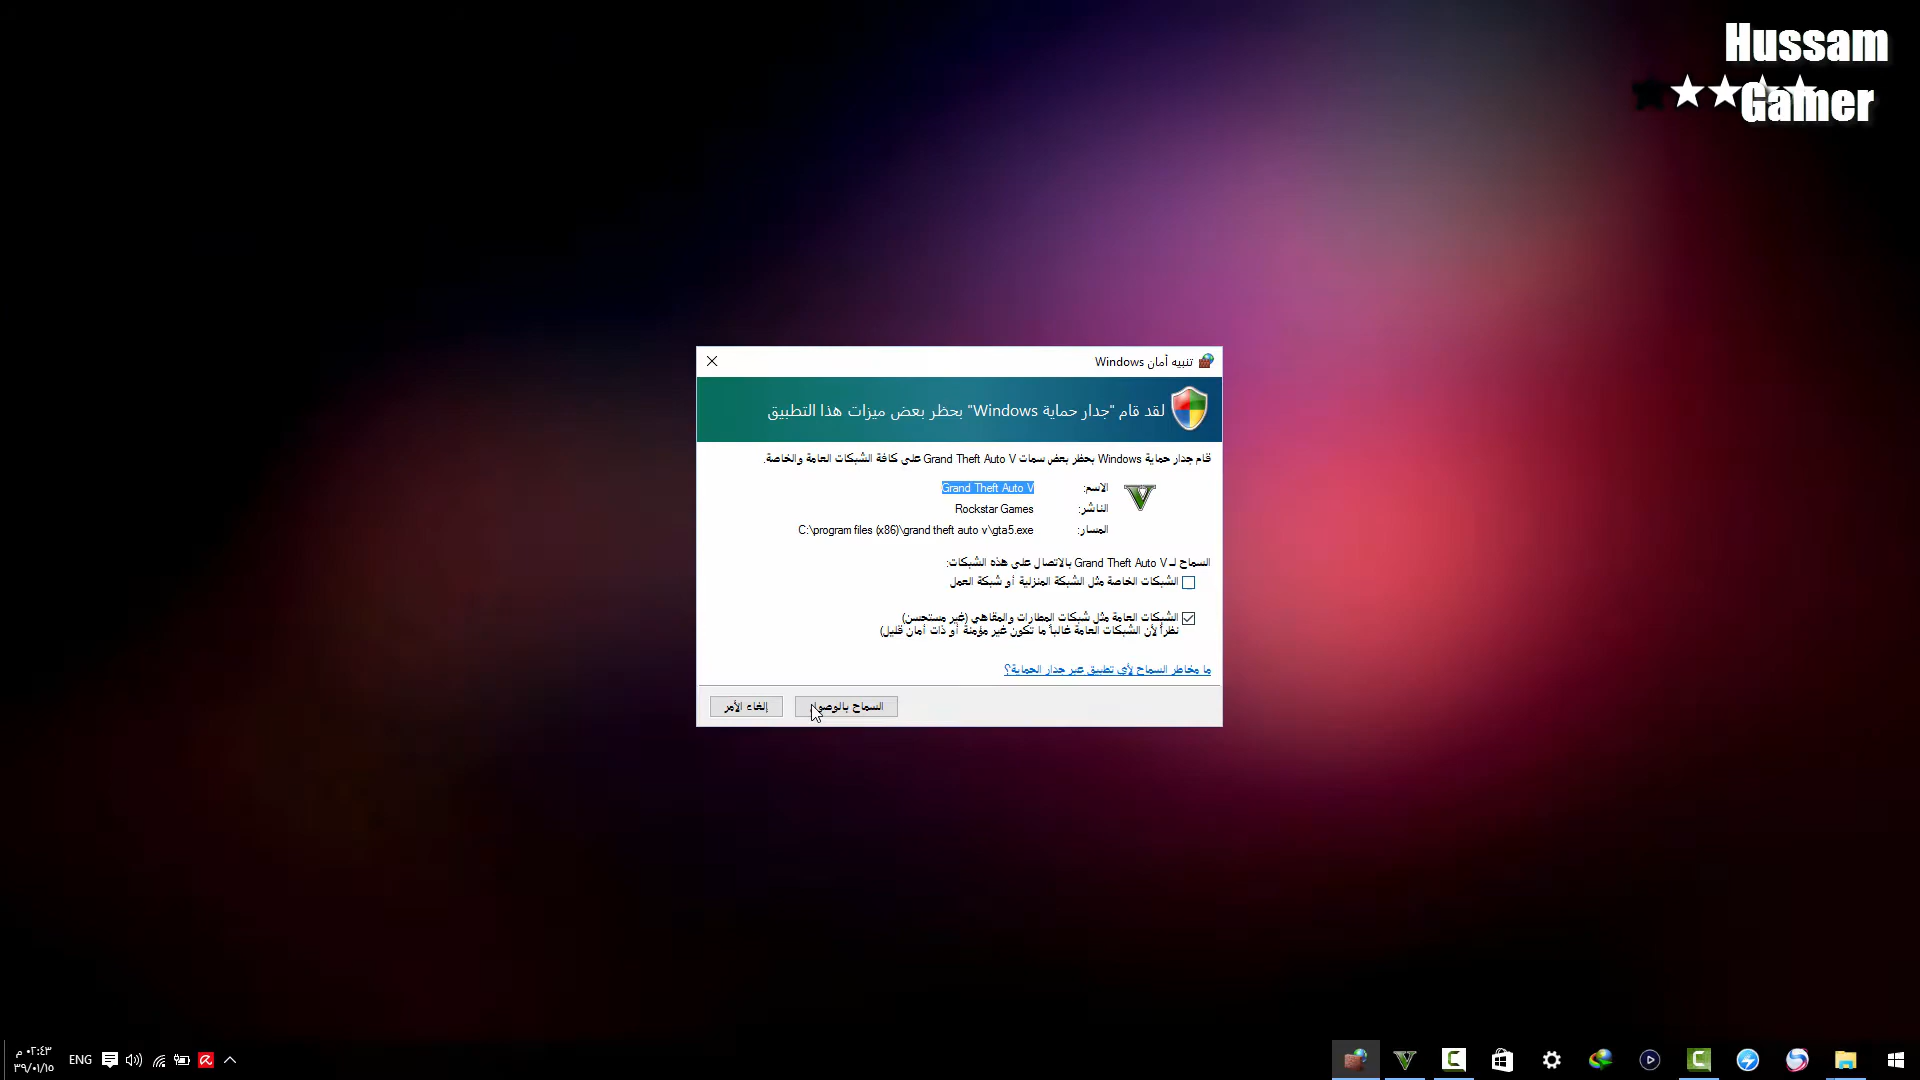 Hussam
Gamer
تنبيه أمان Windows
لقد قام "جدار حماية Windows" بحظر بعض ميزات هذا التطبيق
قام جدار حماية Windows بحظر بعض سمات Grand Theft Auto V على كافة الشبكات العامة والخاصة.
الاسم: Grand Theft Auto V
الناشر: Rockstar Games
المسار: C:\program files (x86)\grand theft auto v\gta5.exe
السماح لـ Grand Theft Auto V بالاتصال على هذه الشبكات:
الشبكات الخاصة مثل الشبكة المنزلية أو شبكة العمل
الشبكات العامة مثل شبكات المطارات والمقاهي (غير مستحسن)
نظراً لأن الشبكات العامة غالباً ما تكون غير مؤمنة أو ذات أمان قليل)
ما مخاطر السماح لأي تطبيق عبر جدار الحماية؟
السماح بالوصول
إلغاء الأمر
٠٢:٤٣ م
٣٩/٠١/١٥
ENG